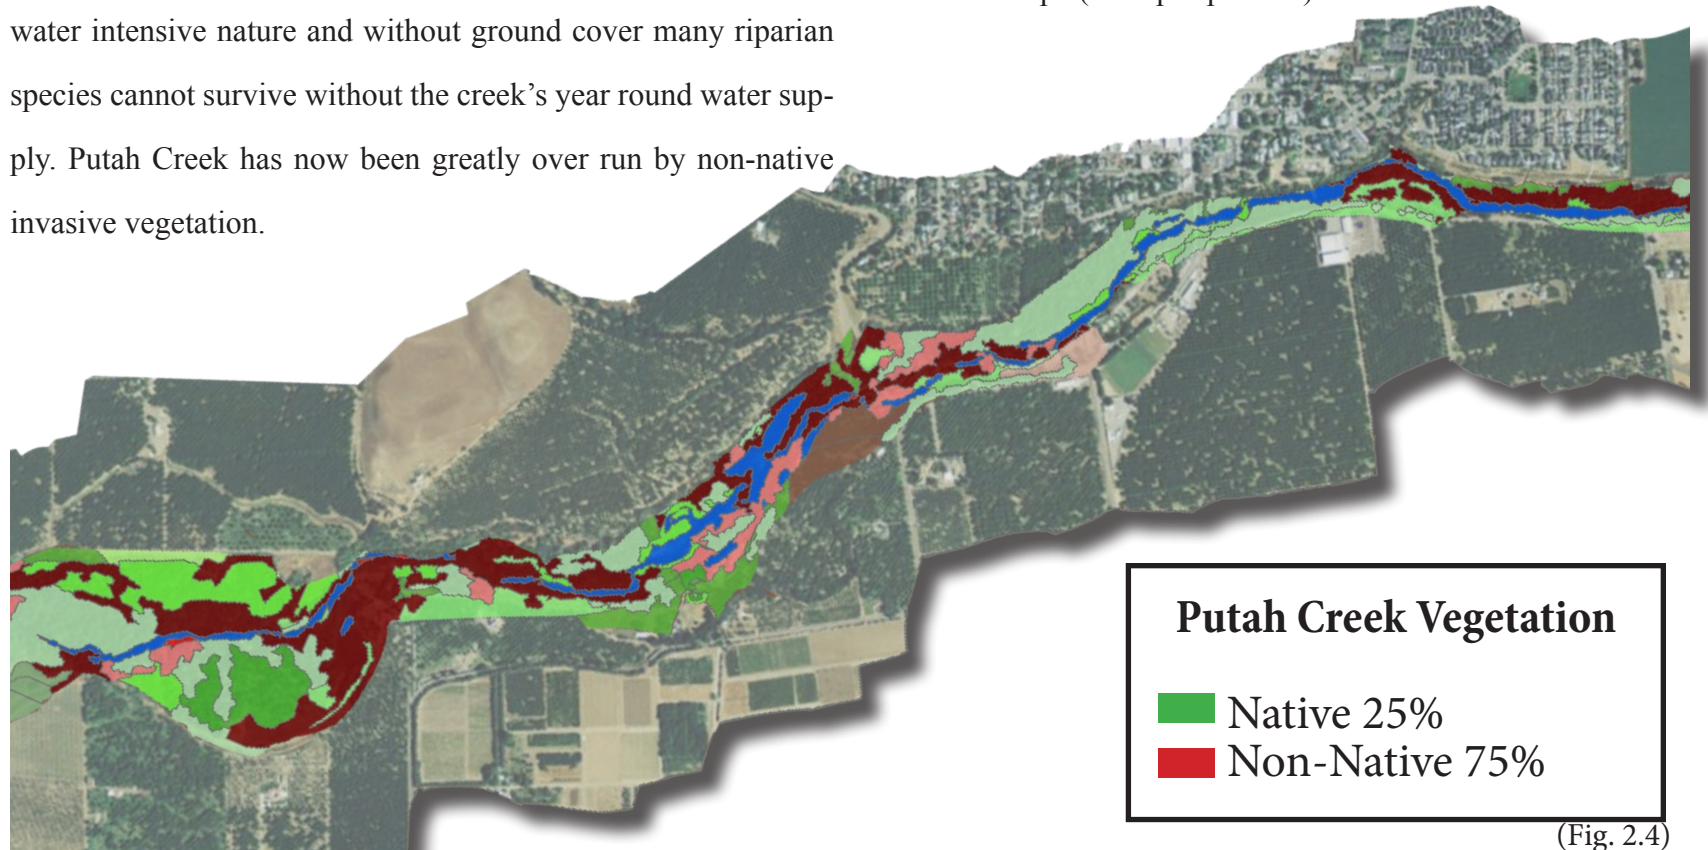 water intensive nature and without ground cover many riparian
species cannot survive without the creek's year round water sup-
ply. Putah Creek has now been greatly over run by non-native
invasive vegetation.
Putah Creek Vegetation
Native 25%
Non-Native 75%
(Fig. 2.4)